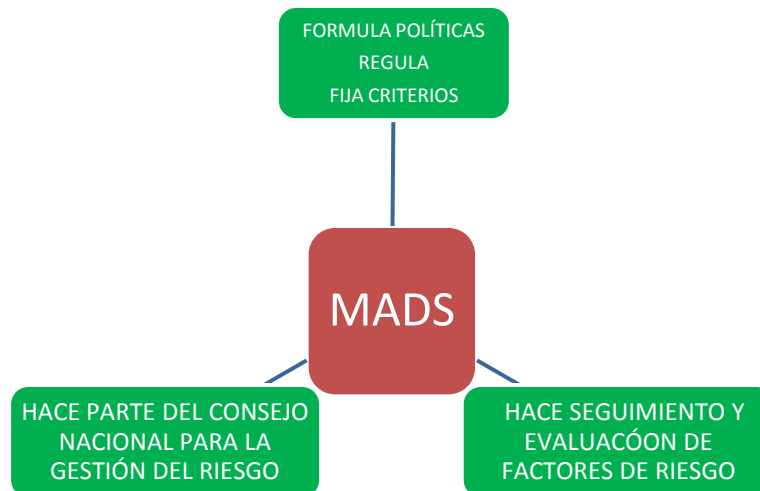 FORMULA POLÍTICAS
REGULA
FIJA CRITERIOS
MADS
HACE PARTE DEL CONSEJO
NACIONAL PARA LA
GESTIÓN DEL RIESGO
HACE SEGUIMIENTO Y
EVALUACÓON DE
FACTORES DE RIESGO